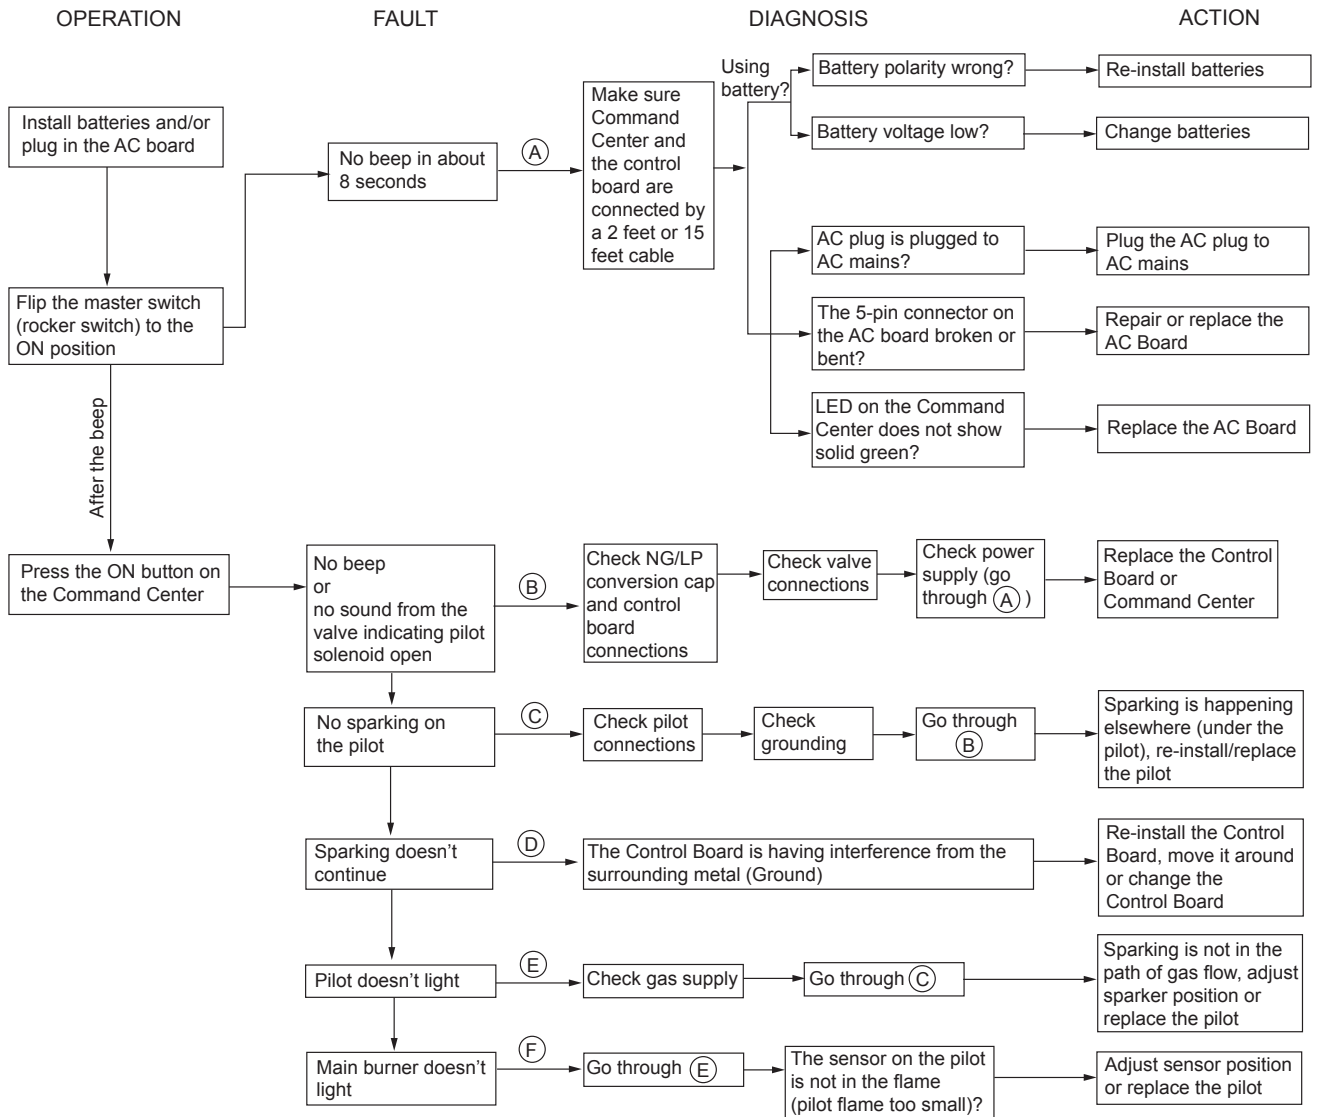 OPERATION
FAULT
DIAGNOSIS
ACTION
Install batteries and/or
plug in the AC board
Flip the master switch
(rocker switch) to the
ON position
After the beep
Press the ON button on
the Command Center
No beep in about
8 seconds
A
Make sure
Command
Center and
the control
board are
connected by
a 2 feet or 15
feet cable
Using
battery?
Battery polarity wrong?
Re-install batteries
Battery voltage low?
Change batteries
AC plug is plugged to
AC mains?
Plug the AC plug to
AC mains
The 5-pin connector on
the AC board broken or
bent?
Repair or replace the
AC Board
LED on the Command
Center does not show
solid green?
Replace the AC Board
No beep
or
no sound from the
valve indicating pilot
solenoid open
B
Check NG/LP
conversion cap
and control
board
connections
Check valve
connections
Check power
supply (go
through A )
Replace the Control
Board or
Command Center
No sparking on
the pilot
C
Check pilot
connections
Check
grounding
Go through
B
Sparking is happening
elsewhere (under the
pilot), re-install/replace
the pilot
Sparking doesn't
continue
D
The Control Board is having interference from the
surrounding metal (Ground)
Re-install the Control
Board, move it around
or change the
Control Board
Pilot doesn't light
E
Check gas supply
Go through C
Sparking is not in the
path of gas flow, adjust
sparker position or
replace the pilot
Main burner doesn't
light
F
Go through E
The sensor on the pilot
is not in the flame
(pilot flame too small)?
Adjust sensor position
or replace the pilot